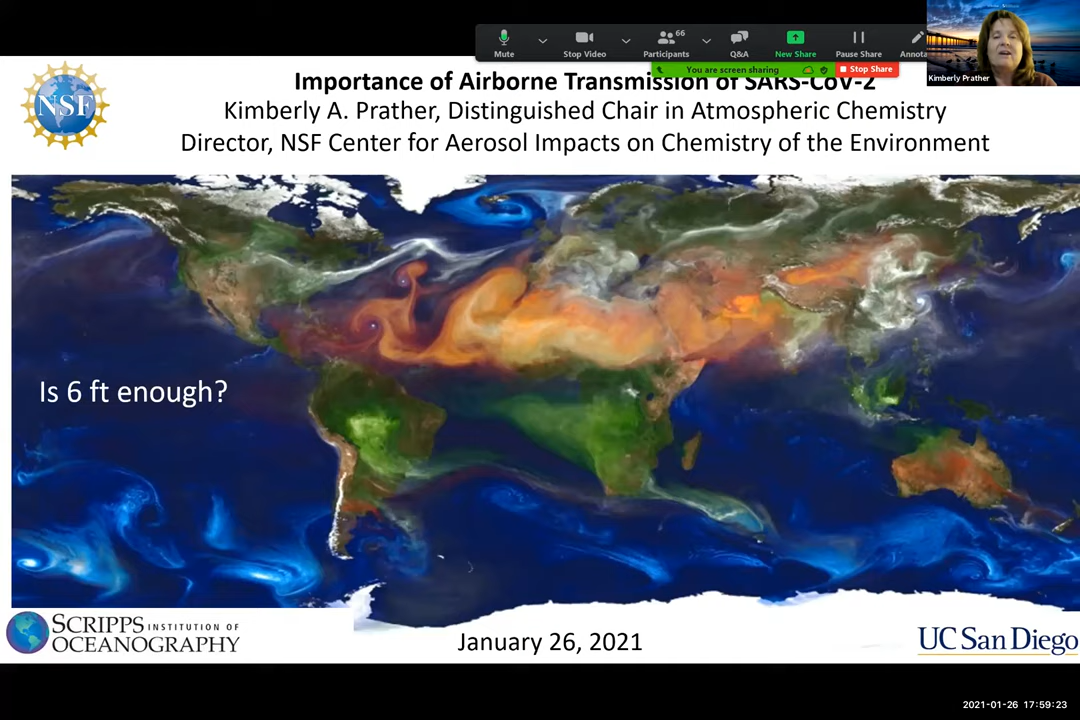 66
Mute
Stop Video
Participants
Q&A
New Share
Pause Share
Annota
You are screen sharing
Stop Share
Kimberly Prather
NSF
Importance of Airborne Transmission of SARS-CoV-2
Kimberly A. Prather, Distinguished Chair in Atmospheric Chemistry
Director, NSF Center for Aerosol Impacts on Chemistry of the Environment
Is 6 ft enough?
SCRIPPS INSTITUTION OF
OCEANOGRAPHY
January 26, 2021
UC San Diego
2021-01-26 17:59:23